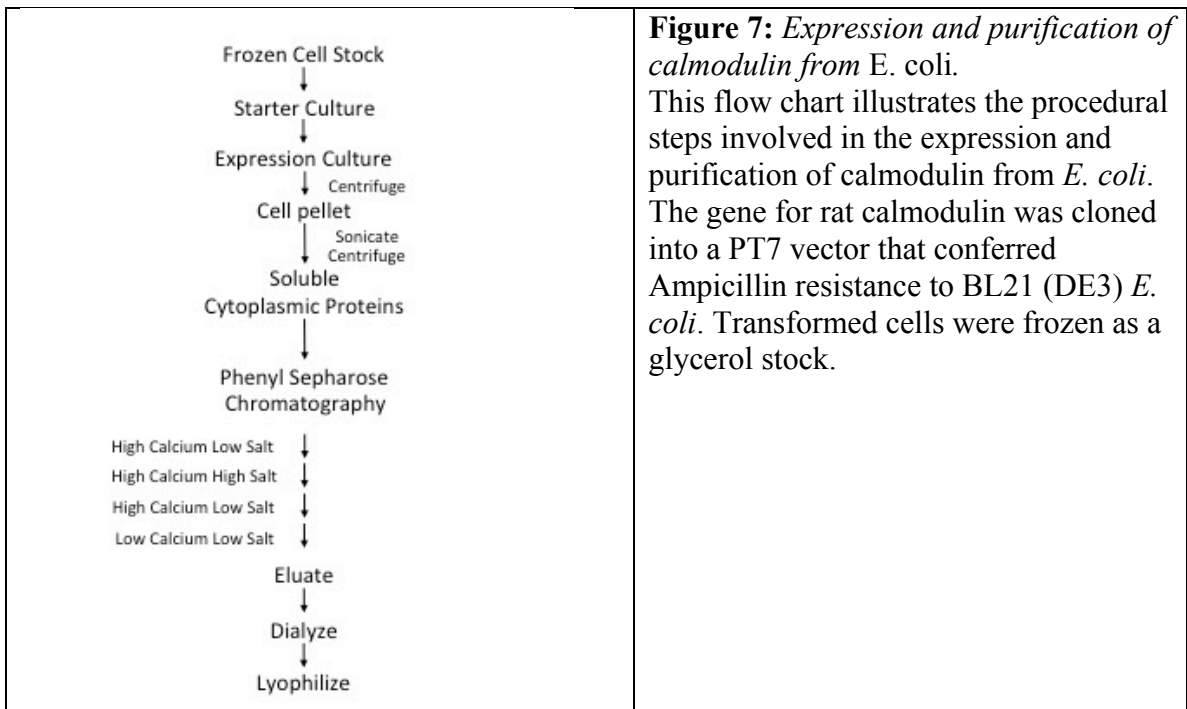 Frozen Cell Stock
Starter Culture
Expression Culture
Centrifuge
Cell pellet
Sonicate
Centrifuge
Soluble
Cytoplasmic Proteins
Phenyl Sepharose
Chromatography
High Calcium Low Salt
High Calcium High Salt
High Calcium Low Salt
Low Calcium Low Salt
Eluate
Dialyze
Lyophilize
Figure 7: Expression and purification of
calmodulin from E. coli.
This flow chart illustrates the procedural
steps involved in the expression and
purification of calmodulin from E. coli.
The gene for rat calmodulin was cloned
into a PT7 vector that conferred
Ampicillin resistance to BL21 (DE3) E.
coli. Transformed cells were frozen as a
glycerol stock.